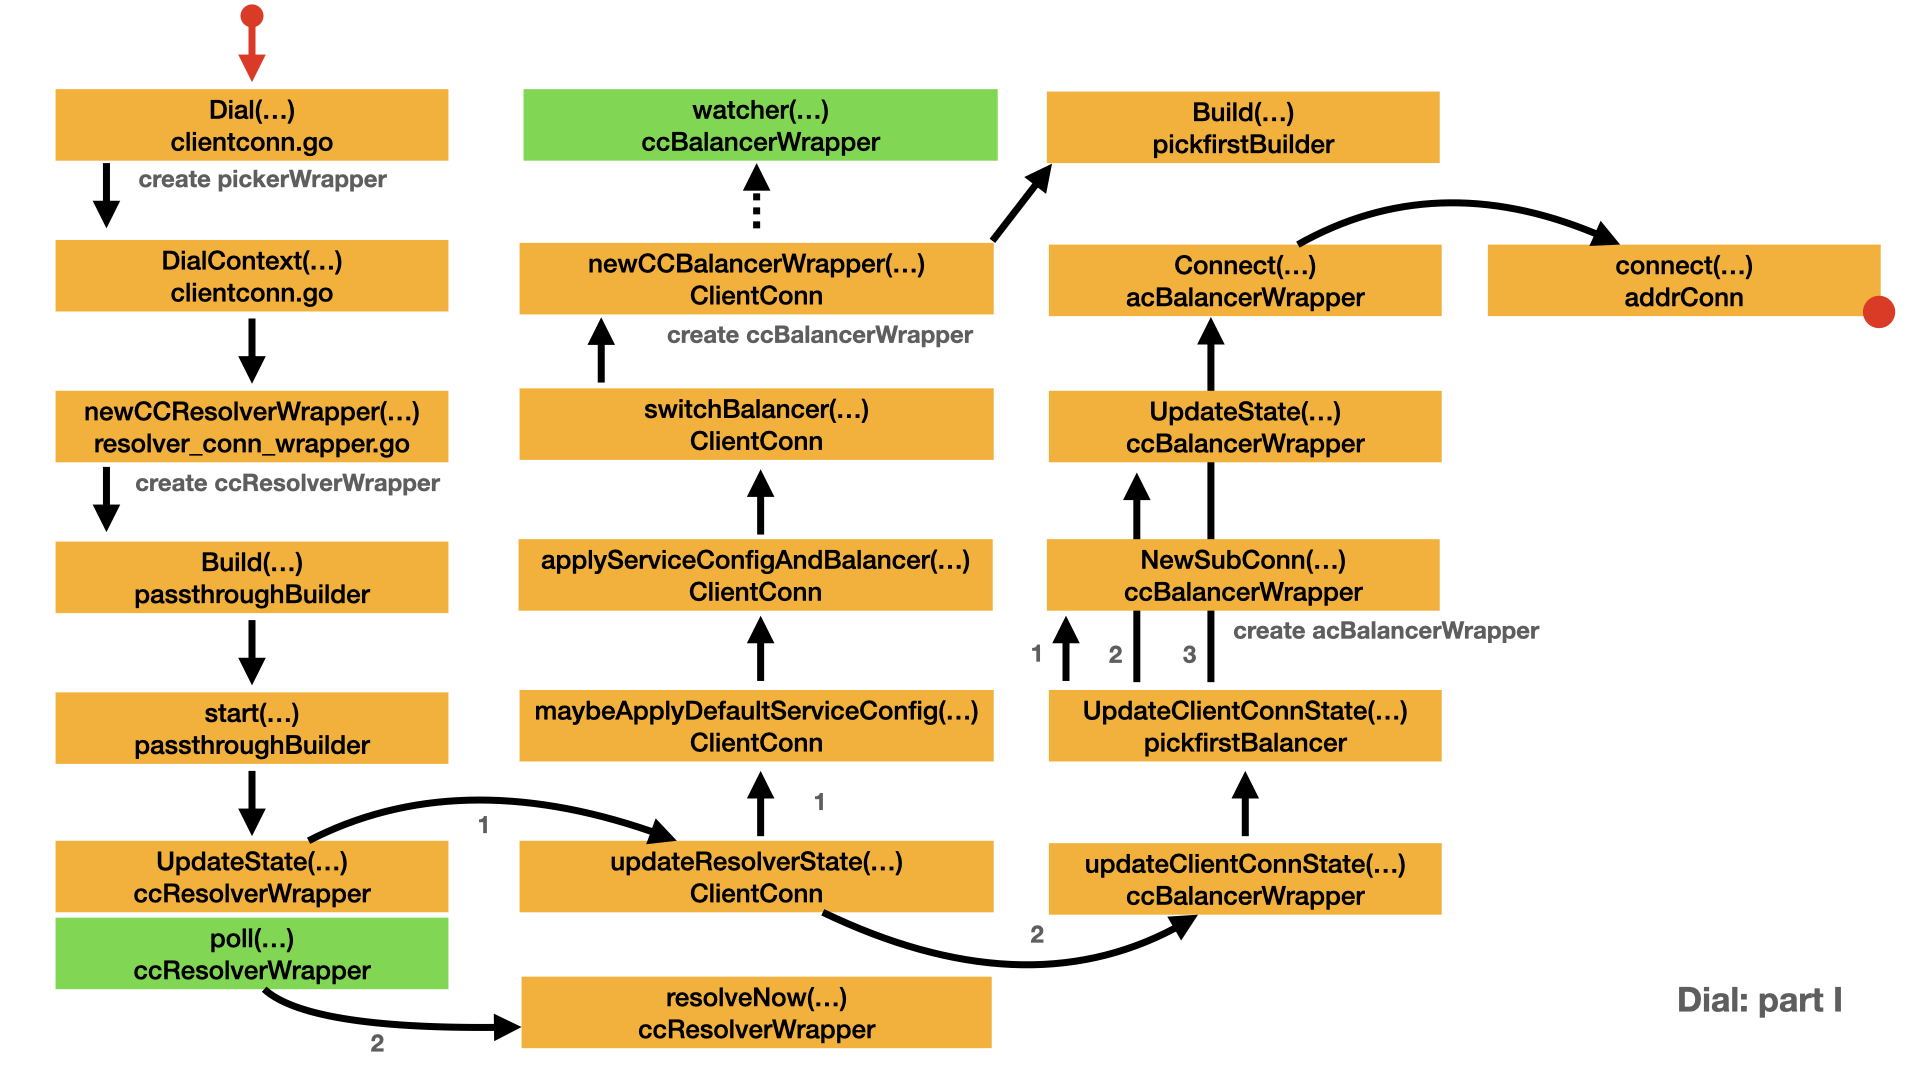 Dial(...)
clientconn.go
create pickerWrapper
DialContext(...)
clientconn.go
newCCResolverWrapper(...)
resolver_conn_wrapper.go
create ccResolverWrapper
Build(...)
passthroughBuilder
start(...)
passthroughBuilder
1
UpdateState(...)
ccResolverWrapper
poll(...)
ccResolverWrapper
2
watcher(...)
ccBalancerWrapper
newCCBalancerWrapper(...)
ClientConn
create ccBalancerWrapper
switchBalancer(...)
ClientConn
applyServiceConfigAndBalancer(...)
ClientConn
maybeApplyDefaultServiceConfig(...)
ClientConn
1
updateResolverState(...)
ClientConn
2
resolveNow(...)
ccResolverWrapper
Build(...)
pickfirstBuilder
Connect(...)
acBalancerWrapper
UpdateState(...)
ccBalancerWrapper
NewSubConn(...)
ccBalancerWrapper
create acBalancerWrapper
1 2 3
UpdateClientConnState(...)
pickfirstBalancer
updateClientConnState(...)
ccBalancerWrapper
connect(...)
addrConn
Dial: part I